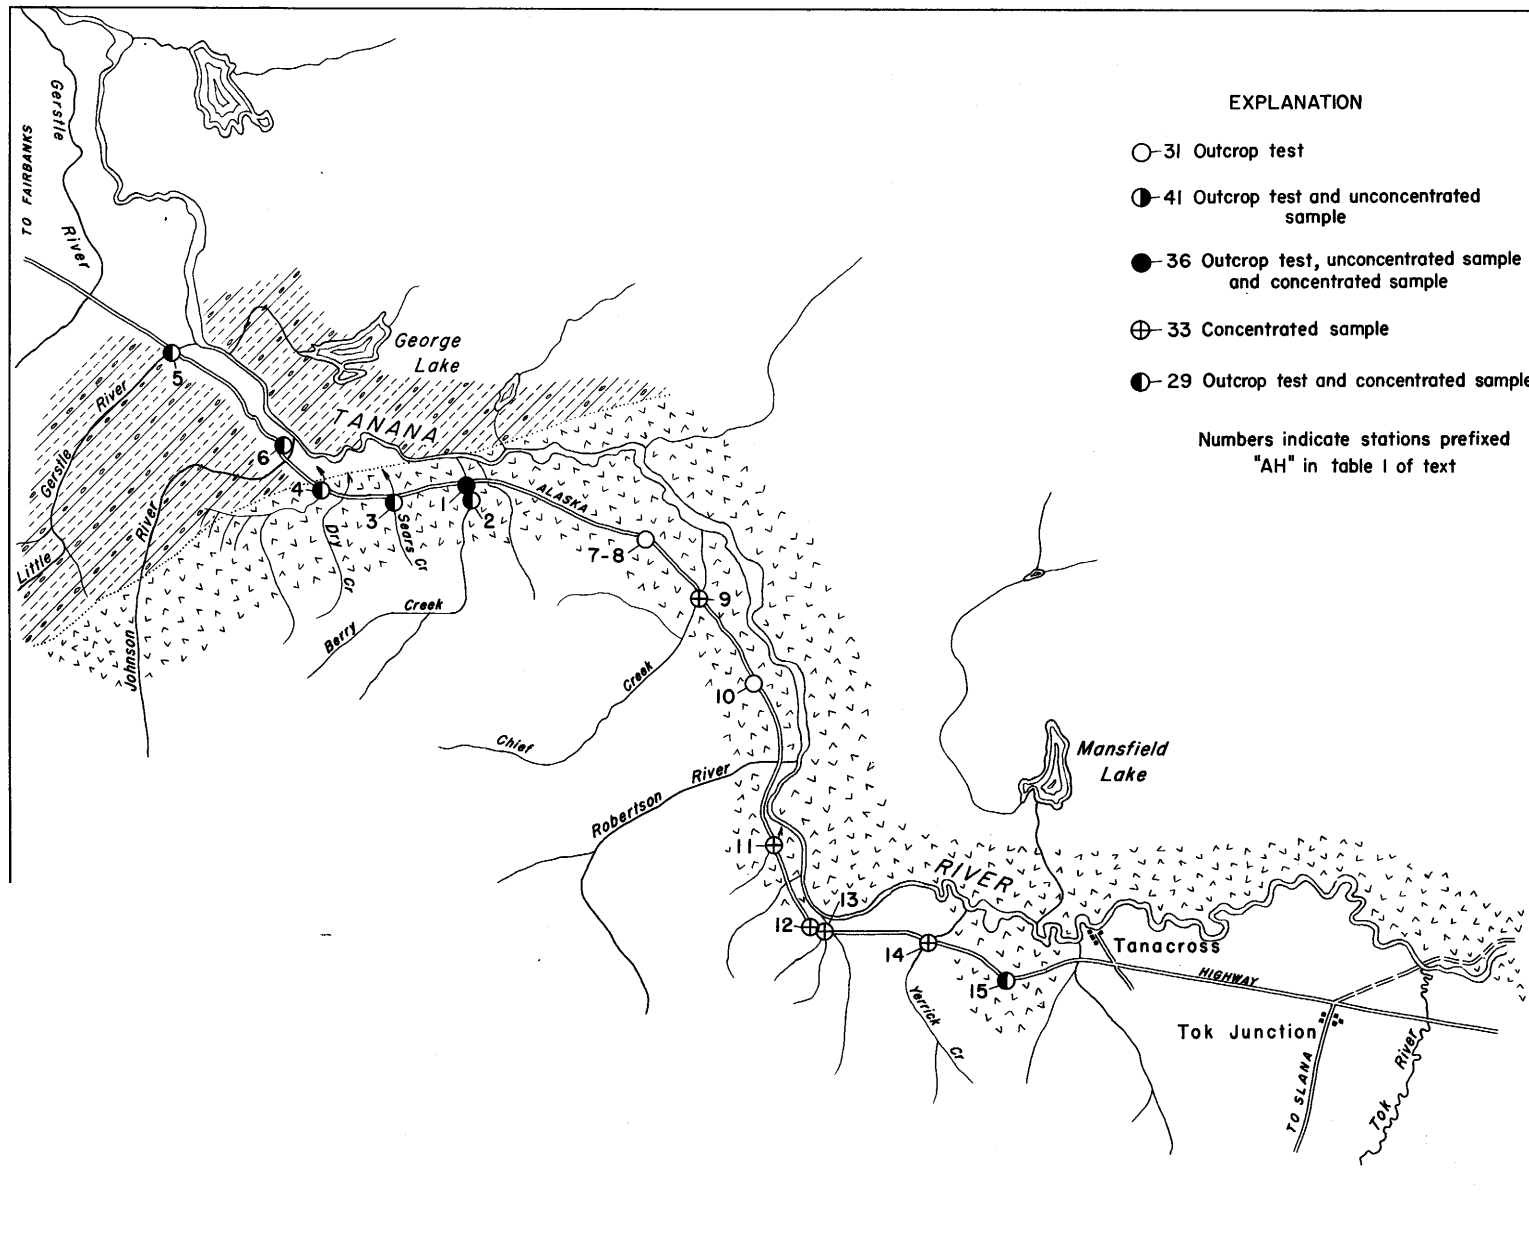 EXPLANATION
31 Outcrop test
41 Outcrop test and unconcentrated
sample
36 Outcrop test, unconcentrated sample
and concentrated sample
33 Concentrated sample
29 Outcrop test and concentrated sample
Numbers indicate stations prefixed
"AH" in table 1 of text
TO FAIRBANKS
Gerstle
River
George
Lake
TANANA
5
River
Gerstle
Little
6
4
3
1
2
ALASKA
River
Johnson
Dry
Cr
Sears Cr
Berry
Creek
7-8
9
Creek
Chief
10
River
Robertson
Mansfield
Lake
11
RIVER
12
13
14
15
Yerrick
Cr
Tanacross
HIGHWAY
Tok Junction
TO SLANA
Tok
River